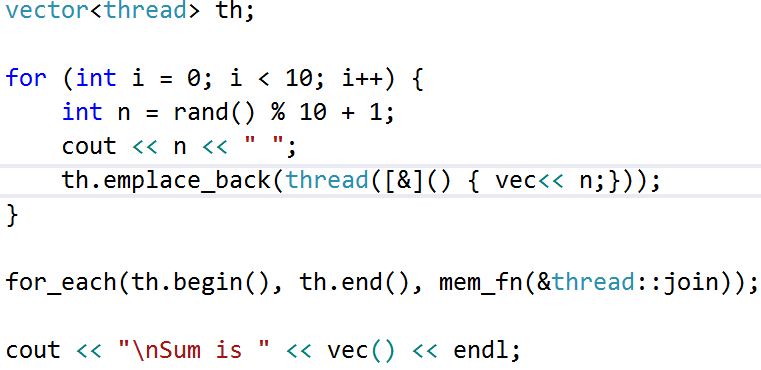 vector<thread> th;
for (int i = 0; i < 10; i++) {
int n = rand() % 10 + 1;
cout << n << " ";
th.emplace_back(thread([&]() { vec<< n;}));
}
for_each(th.begin(), th.end(), mem_fn(&thread::join));
cout << "\nSum is " << vec() << endl;